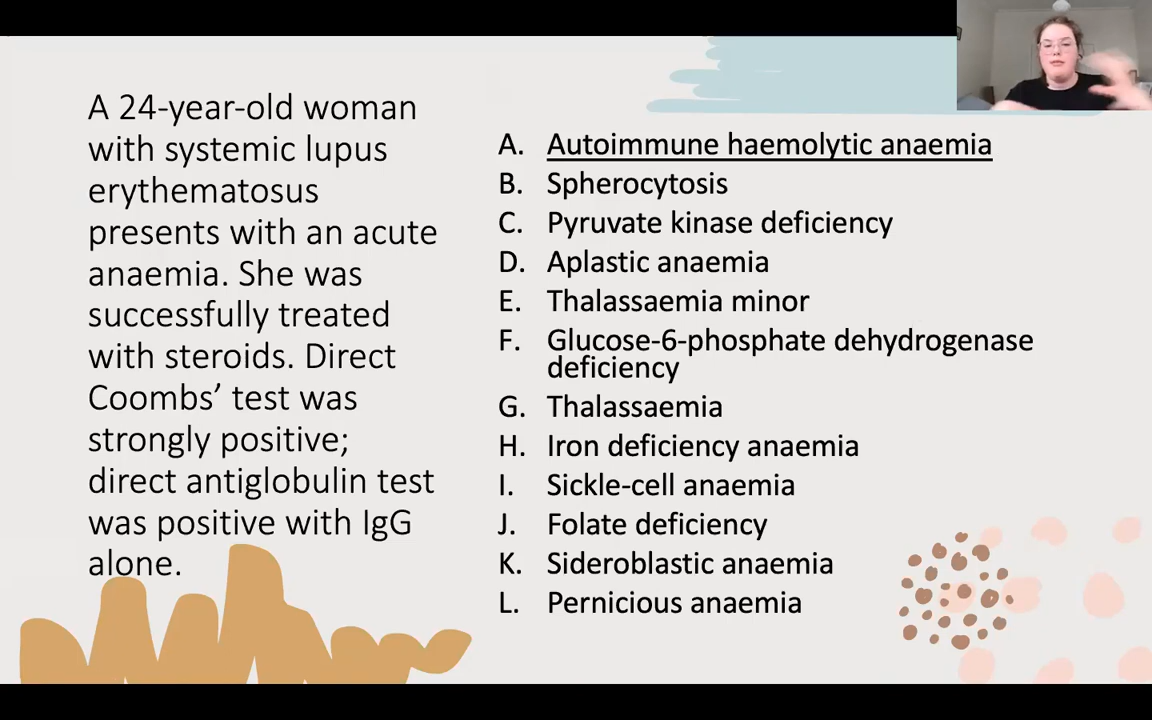 A 24-year-old woman
with systemic lupus
erythematosus
presents with an acute
anaemia. She was
successfully treated
with steroids. Direct
Coombs’ test was
strongly positive;
direct antiglobulin test
was positive with IgG
alone.
A. Autoimmune haemolytic anaemia
B. Spherocytosis
C. Pyruvate kinase deficiency
D. Aplastic anaemia
E. Thalassaemia minor
F. Glucose-6-phosphate dehydrogenase
deficiency
G. Thalassaemia
H. Iron deficiency anaemia
I. Sickle-cell anaemia
J. Folate deficiency
K. Sideroblastic anaemia
L. Pernicious anaemia